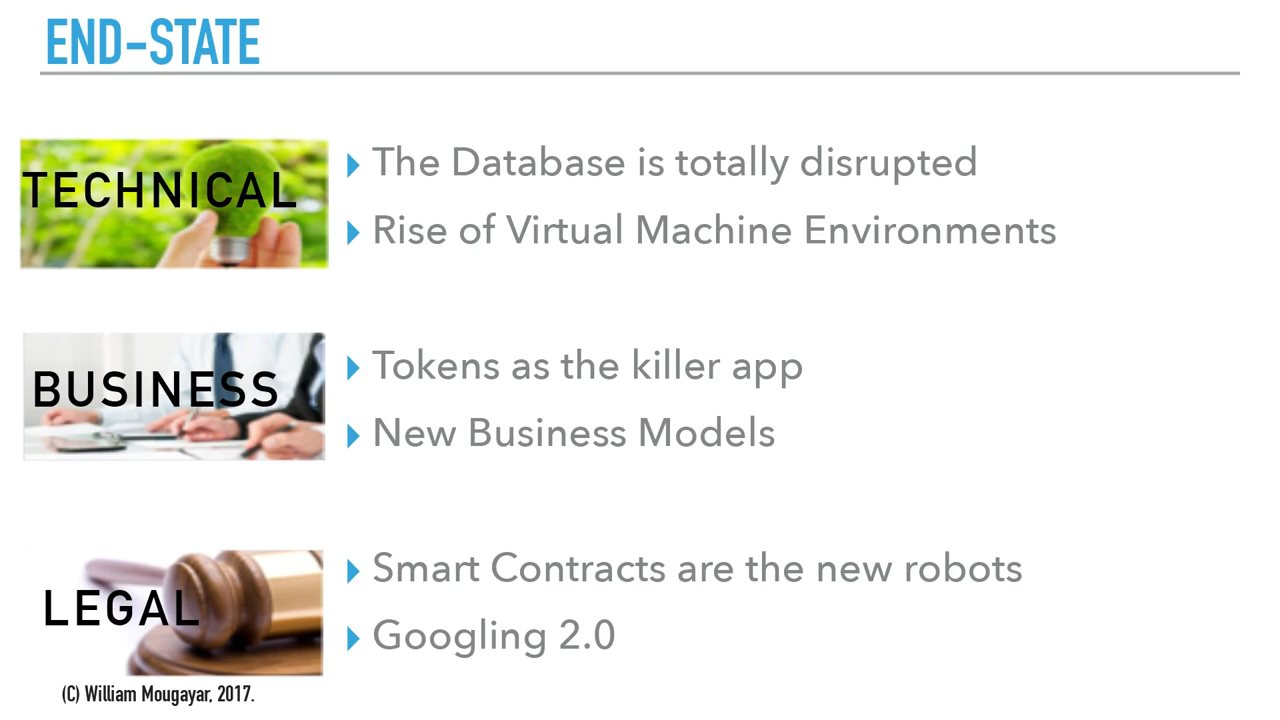 END-STATE
TECHNICAL
The Database is totally disrupted
Rise of Virtual Machine Environments
BUSINESS
Tokens as the killer app
New Business Models
LEGAL
Smart Contracts are the new robots
Googling 2.0
(C) William Mougayar, 2017.